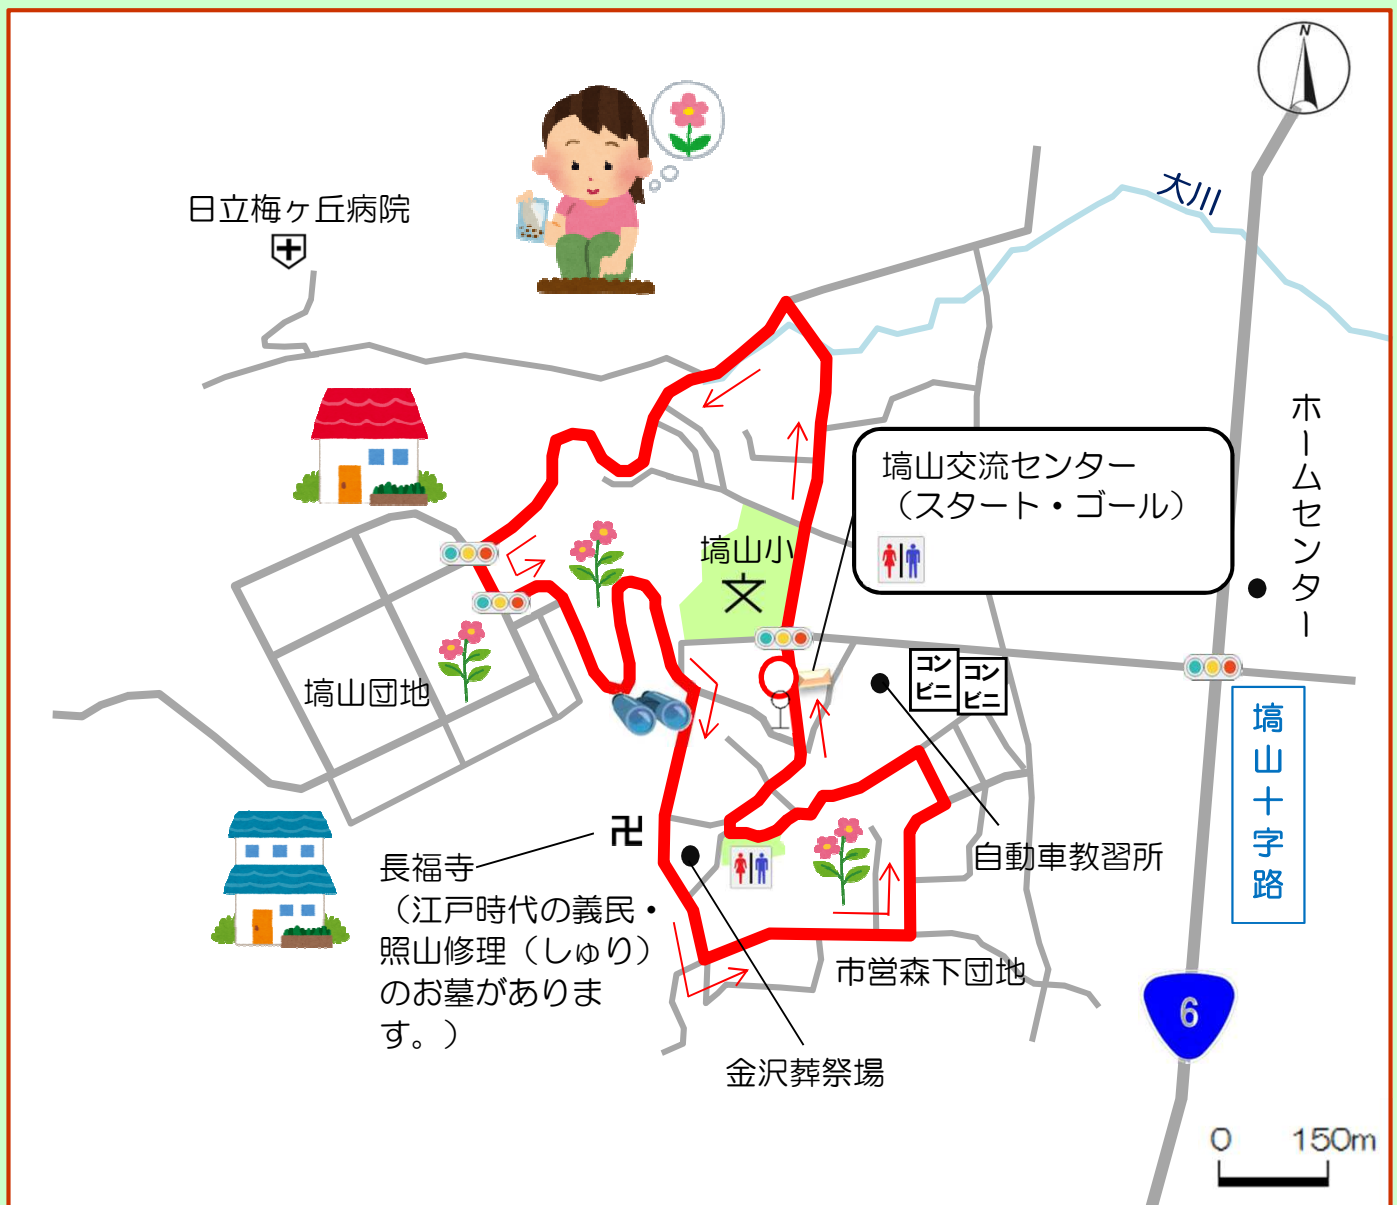 N
大川
日立梅ヶ丘病院
ホームセンター
塙山交流センター
（スタート・ゴール）
塙山小
文
コン
ビニ
コン
ビニ
塙山団地
塙山十字路
自動車教習所
卍
長福寺
（江戸時代の義民・
照山修理（しゅり）
のお墓がありま
す。）
市営森下団地
6
金沢葬祭場
0 150m